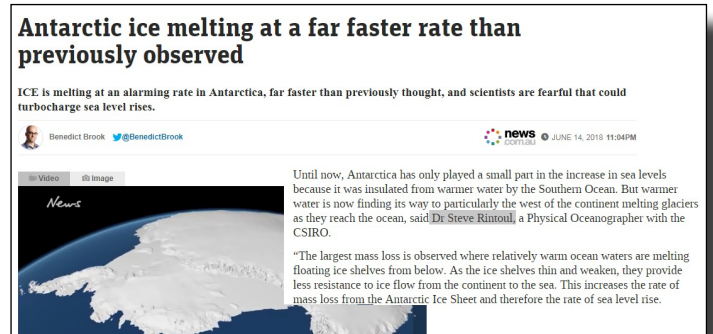 Antarctic ice melting at a far faster rate than
previously observed
ICE is melting at an alarming rate in Antarctica, far faster than previously thought, and scientists are fearful that could
turbocharge sea level rises.
Benedict Brook @BenedictBrook news JUNE 14, 2018 11:04PM
com.au
Video Image
News
Until now, Antarctica has only played a small part in the increase in sea levels
because it was insulated from warmer water by the Southern Ocean. But warmer
water is now finding its way to particularly the west of the continent melting glaciers
as they reach the ocean, said Dr Steve Rintoul, a Physical Oceanographer with the
CSIRO.
“The largest mass loss is observed where relatively warm ocean waters are melting
floating ice shelves from below. As the ice shelves thin and weaken, they provide
less resistance to ice flow from the continent to the sea. This increases the rate of
mass loss from the Antarctic Ice Sheet and therefore the rate of sea level rise.